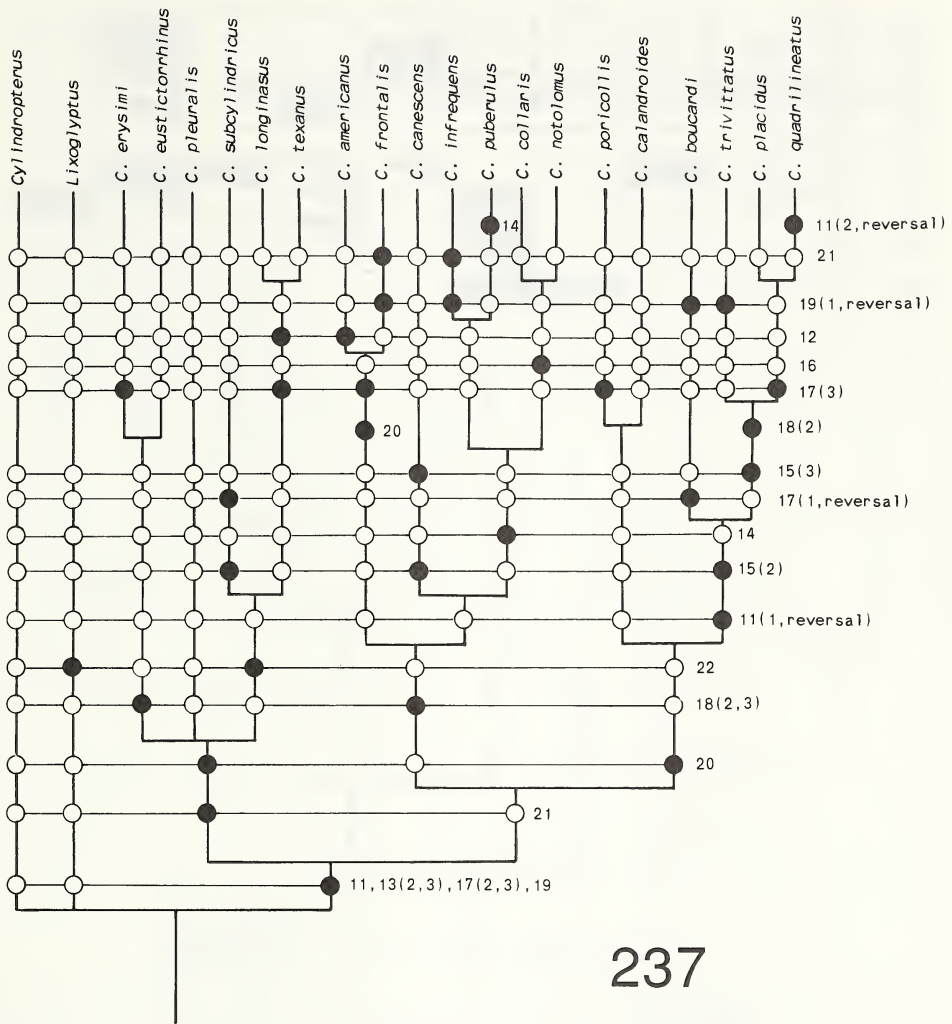 Cylindropterus
Lixoglyptus
C. erysimi
C. eustictorrhinus
C. pleuralis
C. subcylindricus
C. longinasus
C. texanus
C. americanus
C. frontalis
C. canescens
C. infrequens
C. puberulus
C. collaris
C. notolomus
C. poricollis
C. calandroides
C. boucardi
C. trivittatus
C. placidus
C. quadrilineatus
14
11(2,reversal)
21
19(1,reversal)
12
16
17(3)
20
18(2)
15(3)
17(1,reversal)
14
15(2)
11(1,reversal)
22
18(2,3)
20
21
11,13(2,3),17(2,3),19
237